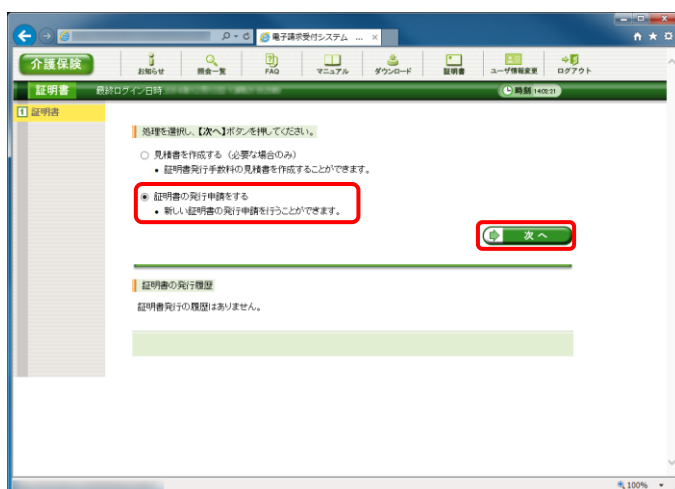 電子請求受付システム ...
介護保険
お知らせ
照会一覧
FAQ
マニュアル
ダウンロード
証明書
ユーザ情報変更
ログアウト
証明書
最終ログイン日時
時刻 14:02:21
1 証明書
処理を選択し、【次へ】ボタンを押してください。
見積書を作成する（必要な場合のみ）
• 証明書発行手数料の見積書を作成することができます。
証明書の発行申請をする
• 新しい証明書の発行申請を行うことができます。
次へ
証明書の発行履歴
証明書発行の履歴はありません。
100%